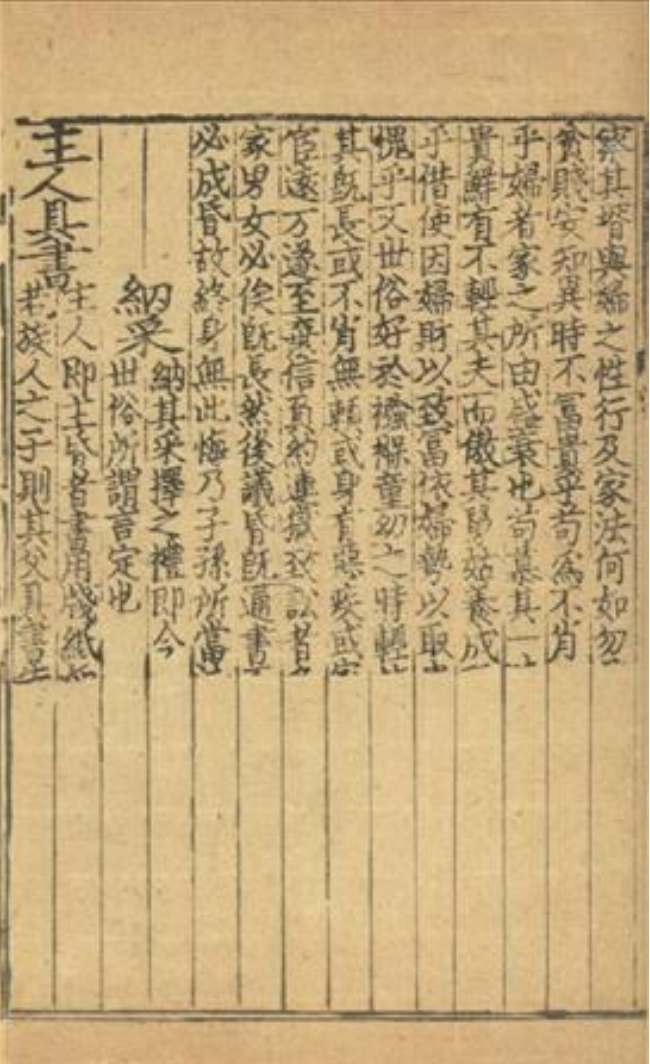 察其壻與婦之性行及家法何如勿
貧賤安知異時不富貴乎苟為不肖
乎婦者家之所由盛衰也苟慕其一
貴鮮有不輕其夫而傲其舅姑養成
乎借使因婦財以致富依婦勢以取
愧乎又世俗好於襁褓童幼之時輕
其既長或不肖無頼或身有惡疾或
官遠方遂至棄信負約速獄致訟者
家男女必俟既長然後議昏既通書
必成昏故終身無此悔乃子孫所當
納采
納其采擇之禮即今
世俗所謂言定也
主人具書
主人即主昏者書用牋紙
若族人之子則其父具書